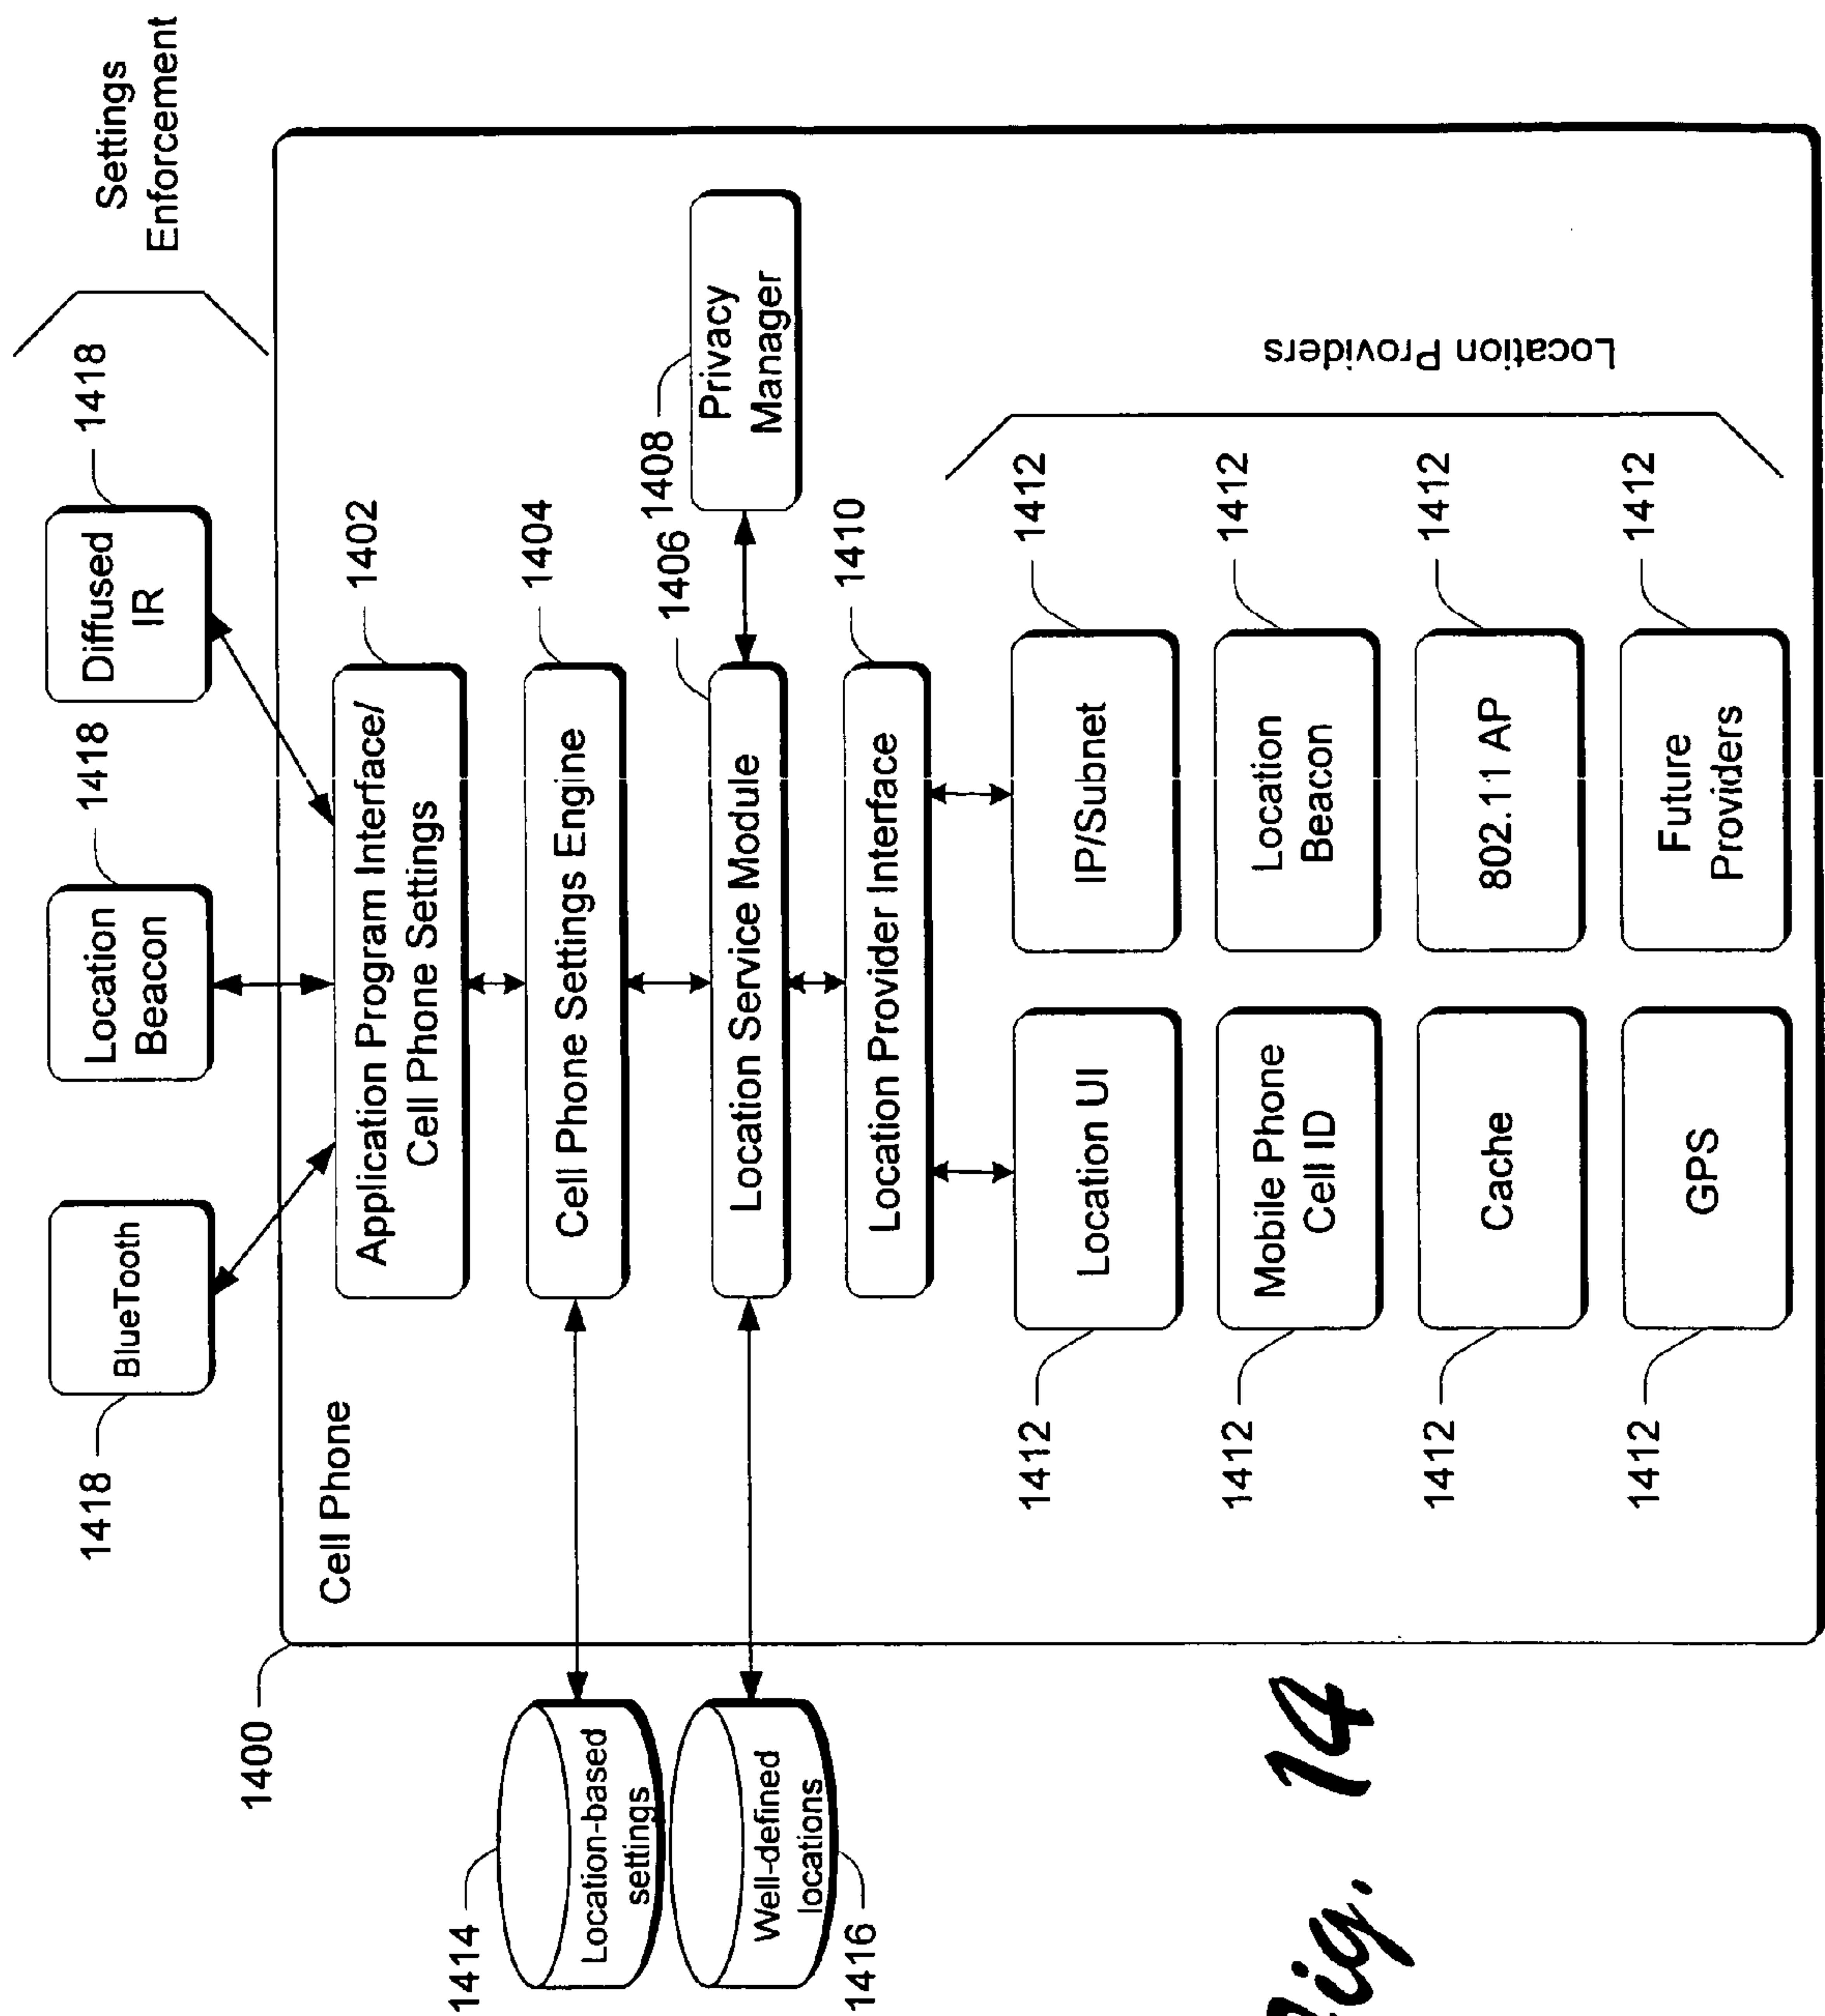 Settings
Enforcement
1418
1418
1418
BlueTooth
Location
Beacon
Diffused
IR
1400
Cell Phone
1402
Application Program Interface/
Cell Phone Settings
1414
Location-based
settings
1404
Cell Phone Settings Engine
1406
1408
Privacy
Manager
Well-defined
locations
1416
Location Service Module
1410
Location Provider Interface
Location Providers
1412
Location UI
IP/Subnet
1412
1412
Mobile Phone
Cell ID
Location
Beacon
1412
1412
Cache
802.11 AP
1412
1412
GPS
Future
Providers
1412
Fig. 14